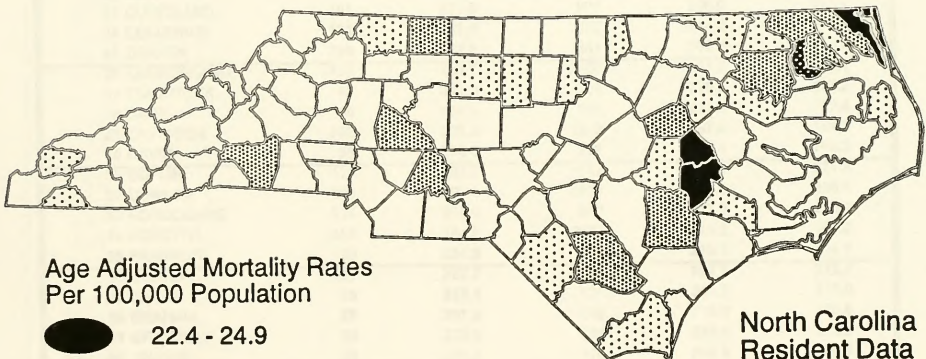 Age Adjusted Mortality Rates
Per 100,000 Population
22.4 - 24.9
North Carolina
Resident Data